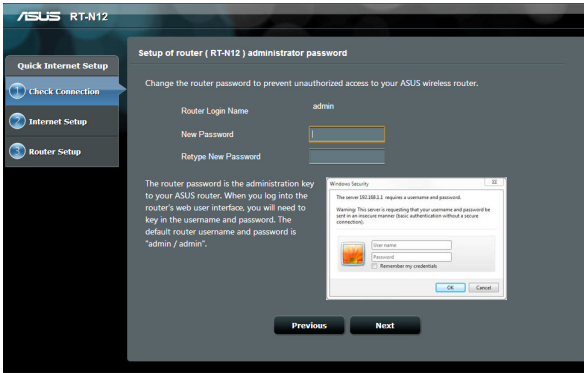 ASUS RT-N12
Quick Internet Setup
1 Check Connection
2 Internet Setup
3 Router Setup
Setup of router ( RT-N12 ) administrator password
Change the router password to prevent unauthorized access to your ASUS wireless router.
Router Login Name admin
New Password
Retype New Password
The router password is the administration key
to your ASUS router. When you log into the
router's web user interface, you will need to
key in the username and password. The
default router username and password is
"admin / admin".
Windows Security
The server 192.168.1.1 requires a username and password.
Warning: This server is requesting that your username and password be
sent in an insecure manner (basic authentication without a secure
connection).
User name
Password
Remember my credentials
OK Cancel
Previous Next